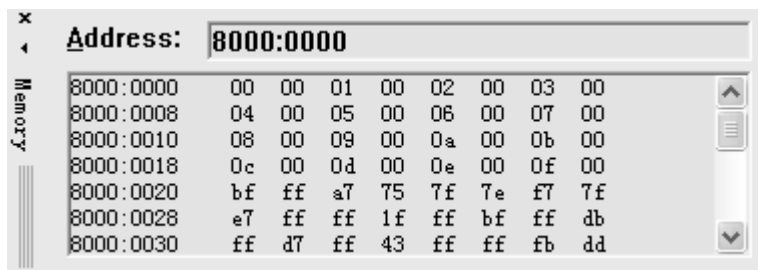 Address: 8000:0000
Memory
8000:0000 00 00 01 00 02 00 03 00
8000:0008 04 00 05 00 06 00 07 00
8000:0010 08 00 09 00 0a 00 0b 00
8000:0018 0c 00 0d 00 0e 00 0f 00
8000:0020 bf ff a7 75 7f 7e f7 7f
8000:0028 e7 ff ff 1f ff bf ff db
8000:0030 ff d7 ff 43 ff ff fb dd